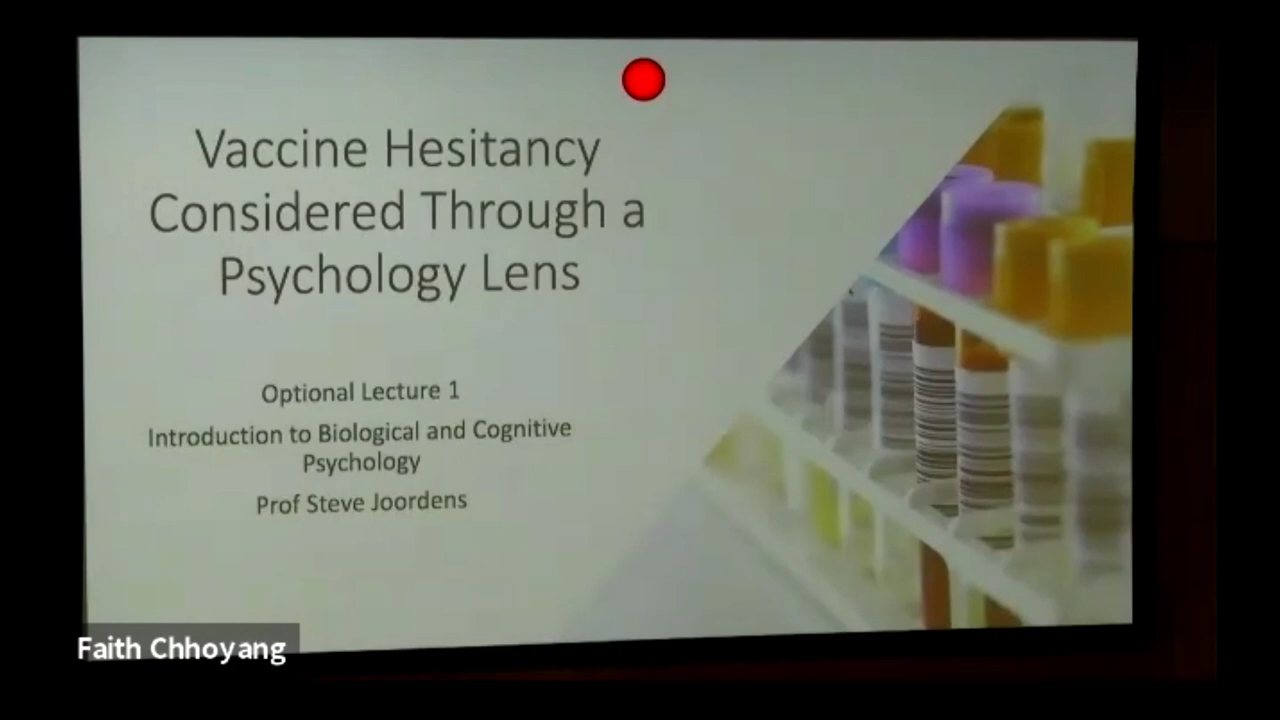 Vaccine Hesitancy
Considered Through a
Psychology Lens
Optional Lecture 1
Introduction to Biological and Cognitive
Psychology
Prof Steve Joordens
Faith Chhoyang